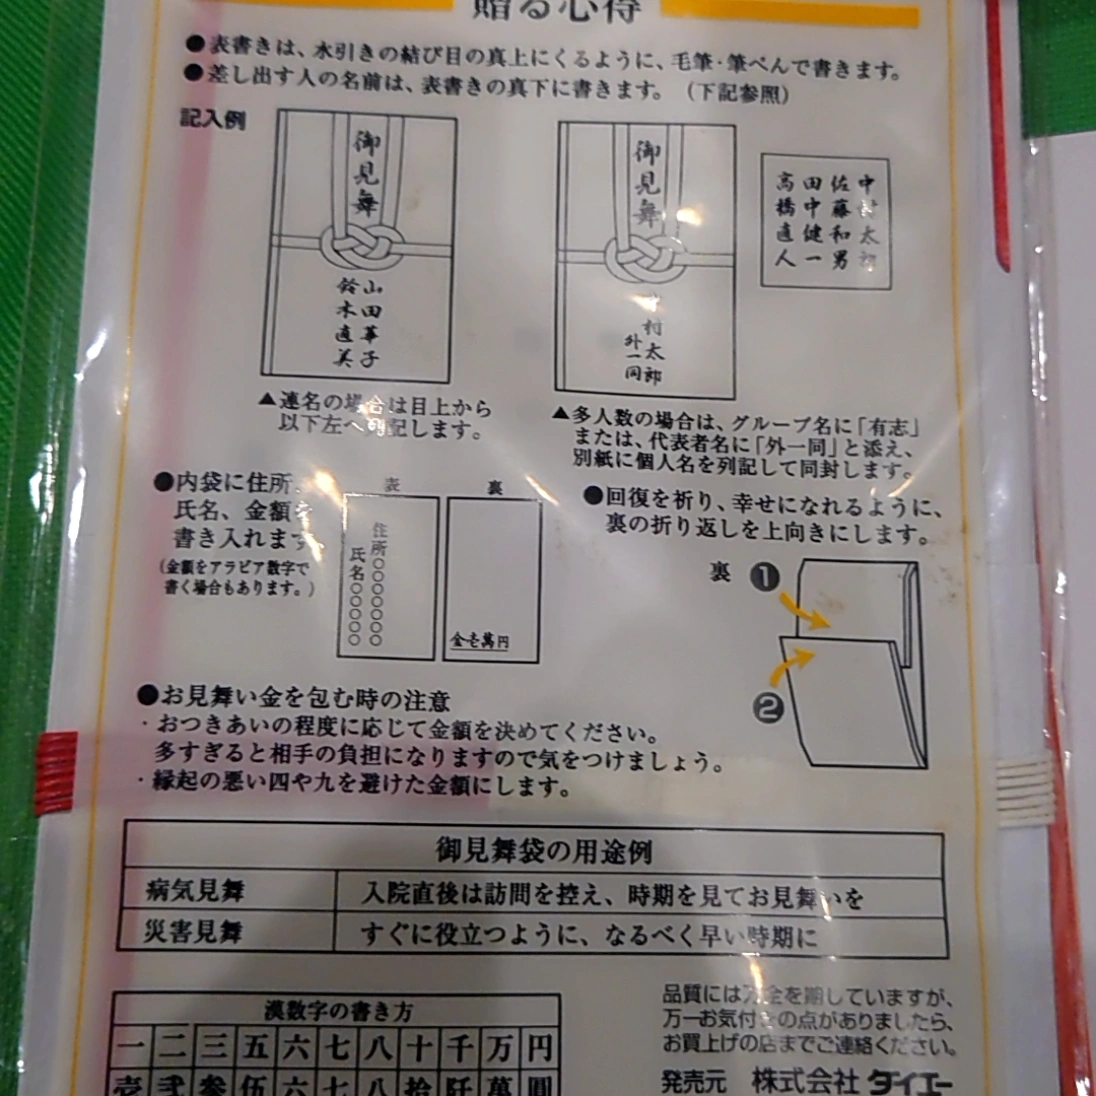 贈る心得
●表書きは、水引きの結び目の真上にくるように、毛筆・筆ぺんで書きます。
●差し出す人の名前は、表書きの真下に書きます。（下記参照）
記入例
御見舞
山田華子
鈴木直美
御見舞
村太郎
外一同
中
太
佐藤和男
田中健一
高橋直人
▲連名の場合は目上から
以下左へ列記します。
▲多人数の場合は、グループ名に「有志」
または、代表者名に「外一同」と添え、
別紙に個人名を列記して同封します。
●内袋に住所、
氏名、金額を
書き入れます。
（金額をアラビア数字で
書く場合もあります。）
表
裏
住所○○○○○○
氏名○○○○○
金壱萬円
●回復を祈り、幸せになれるように、
裏の折り返しを上向きにします。
裏
1
2
●お見舞い金を包む時の注意
・おつきあいの程度に応じて金額を決めてください。
多すぎると相手の負担になりますので気をつけましょう。
・縁起の悪い四や九を避けた金額にします。
御見舞袋の用途例
病気見舞 入院直後は訪問を控え、時期を見てお見舞いを
災害見舞 すぐに役立つように、なるべく早い時期に
漢数字の書き方
一 二 三 五 六 七 八 十 千 万 円
壱 弐 参 伍 六 七 八 拾 阡 萬 圓
品質には万全を期していますが、
万一お気付きの点がありましたら、
お買上げの店までご連絡ください。
発売元 株式会社 ダイエー